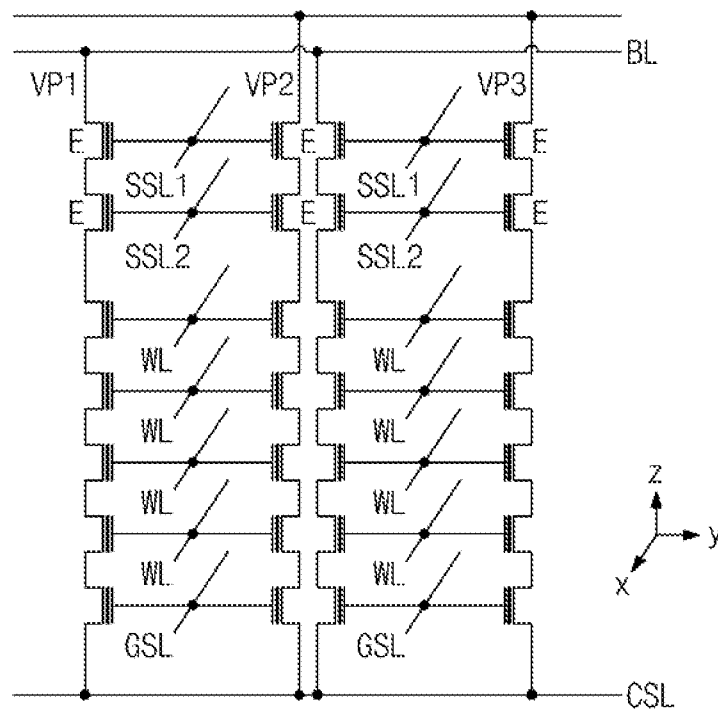 BL
VP1 VP2 VP3
E E E E
SSL1 SSL1
E E E E
SSL2 SSL2
WL WL
WL WL
WL WL
WL WL
GSL GSL
CSL
z
y
x